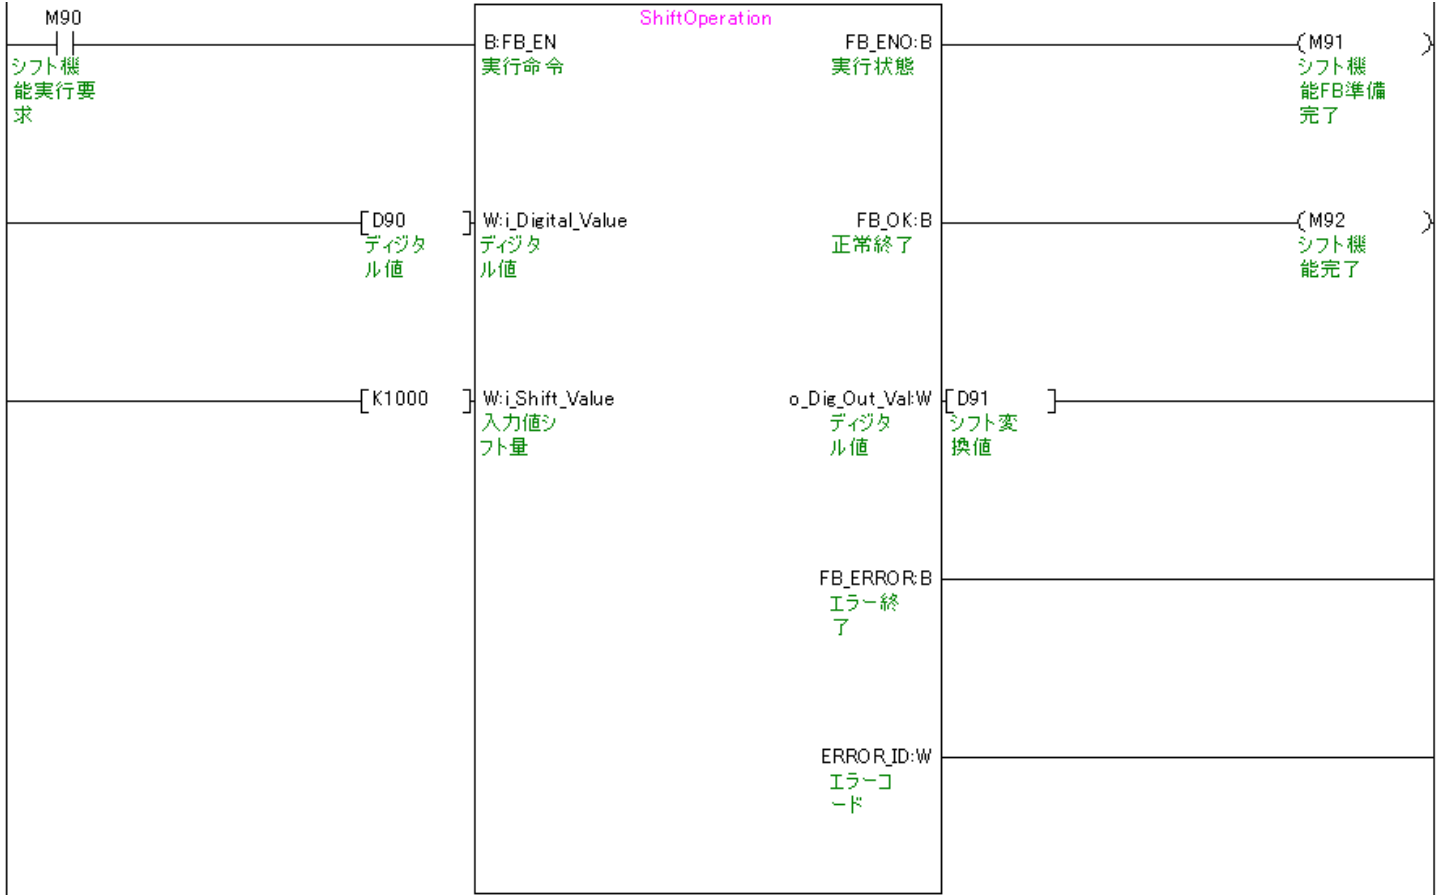 M90
シフト機
能実行要
求
ShiftOperation
B:FB_EN
実行命令
FB_ENO:B
実行状態
(M91 )
シフト機
能FB準備
完了
[D90 ]
ディジタ
ル値
W:i_Digital_Value
ディジタ
ル値
FB_OK:B
正常終了
(M92 )
シフト機
能完了
[K1000 ]
W:i_Shift_Value
入力値シ
フト量
o_Dig_Out_Val:W
ディジタ
ル値
[D91 ]
シフト変
換値
FB_ERROR:B
エラー終
了
ERROR_ID:W
エラーコ
ード